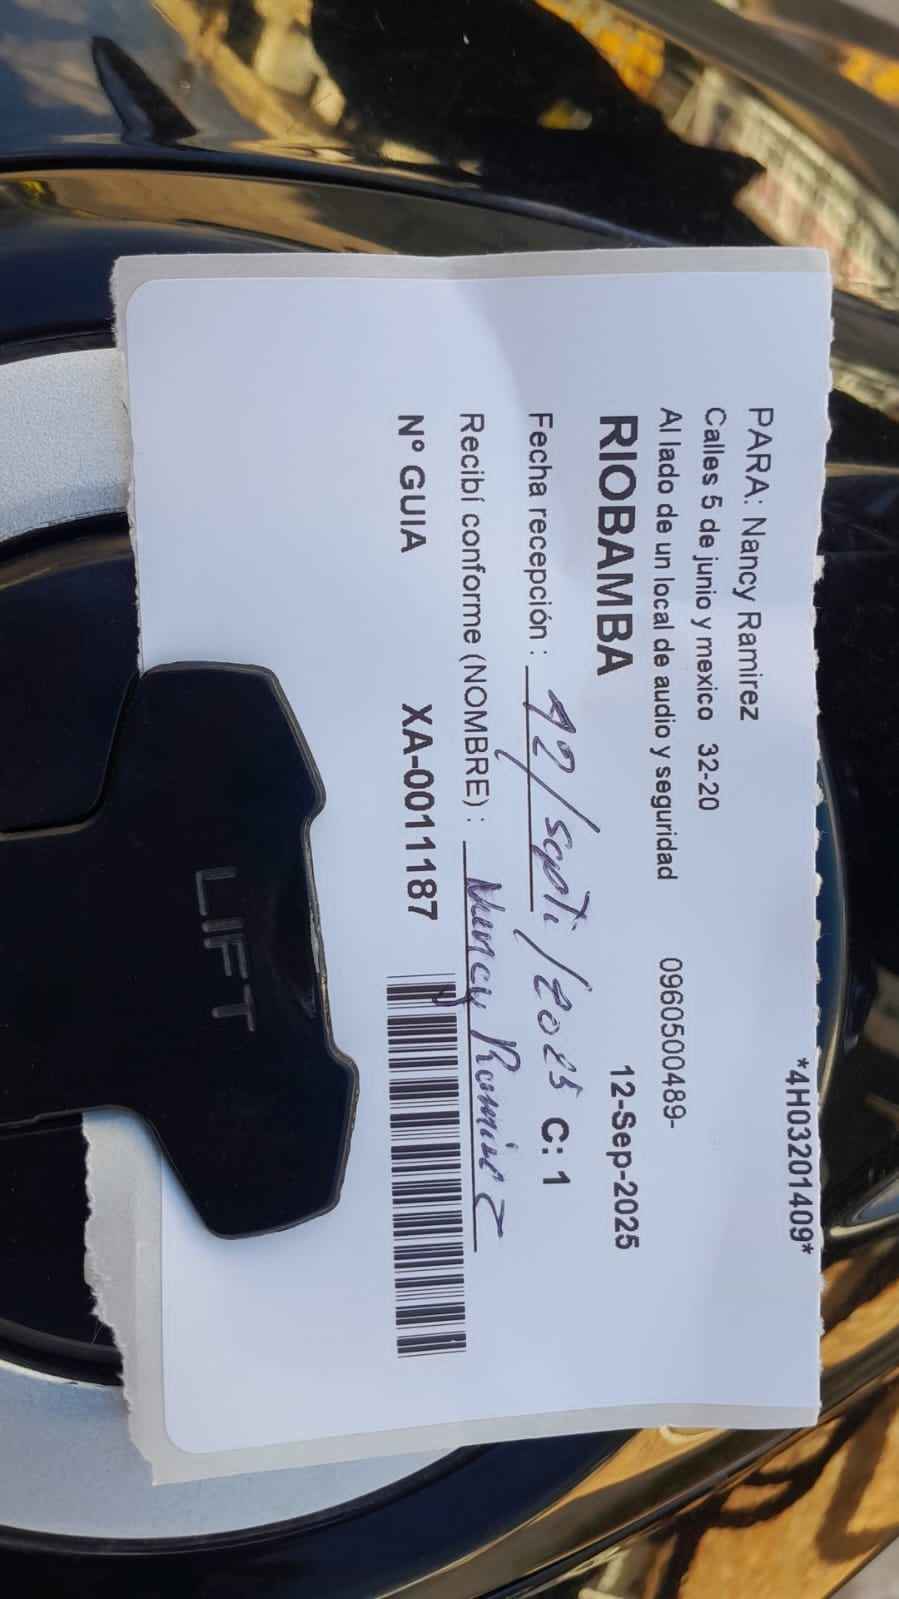 *4H03201409*
PARA: Nancy Ramirez
Calles 5 de junio y mexico 32-20
Al lado de un local de audio y seguridad 0960500489-
RIOBAMBA 12-Sep-2025
Fecha recepción : 12/septi/2025 C: 1
Recibí conforme (NOMBRE) : Nancy Ramirez
Nº GUIA XA-0011187
LIFT